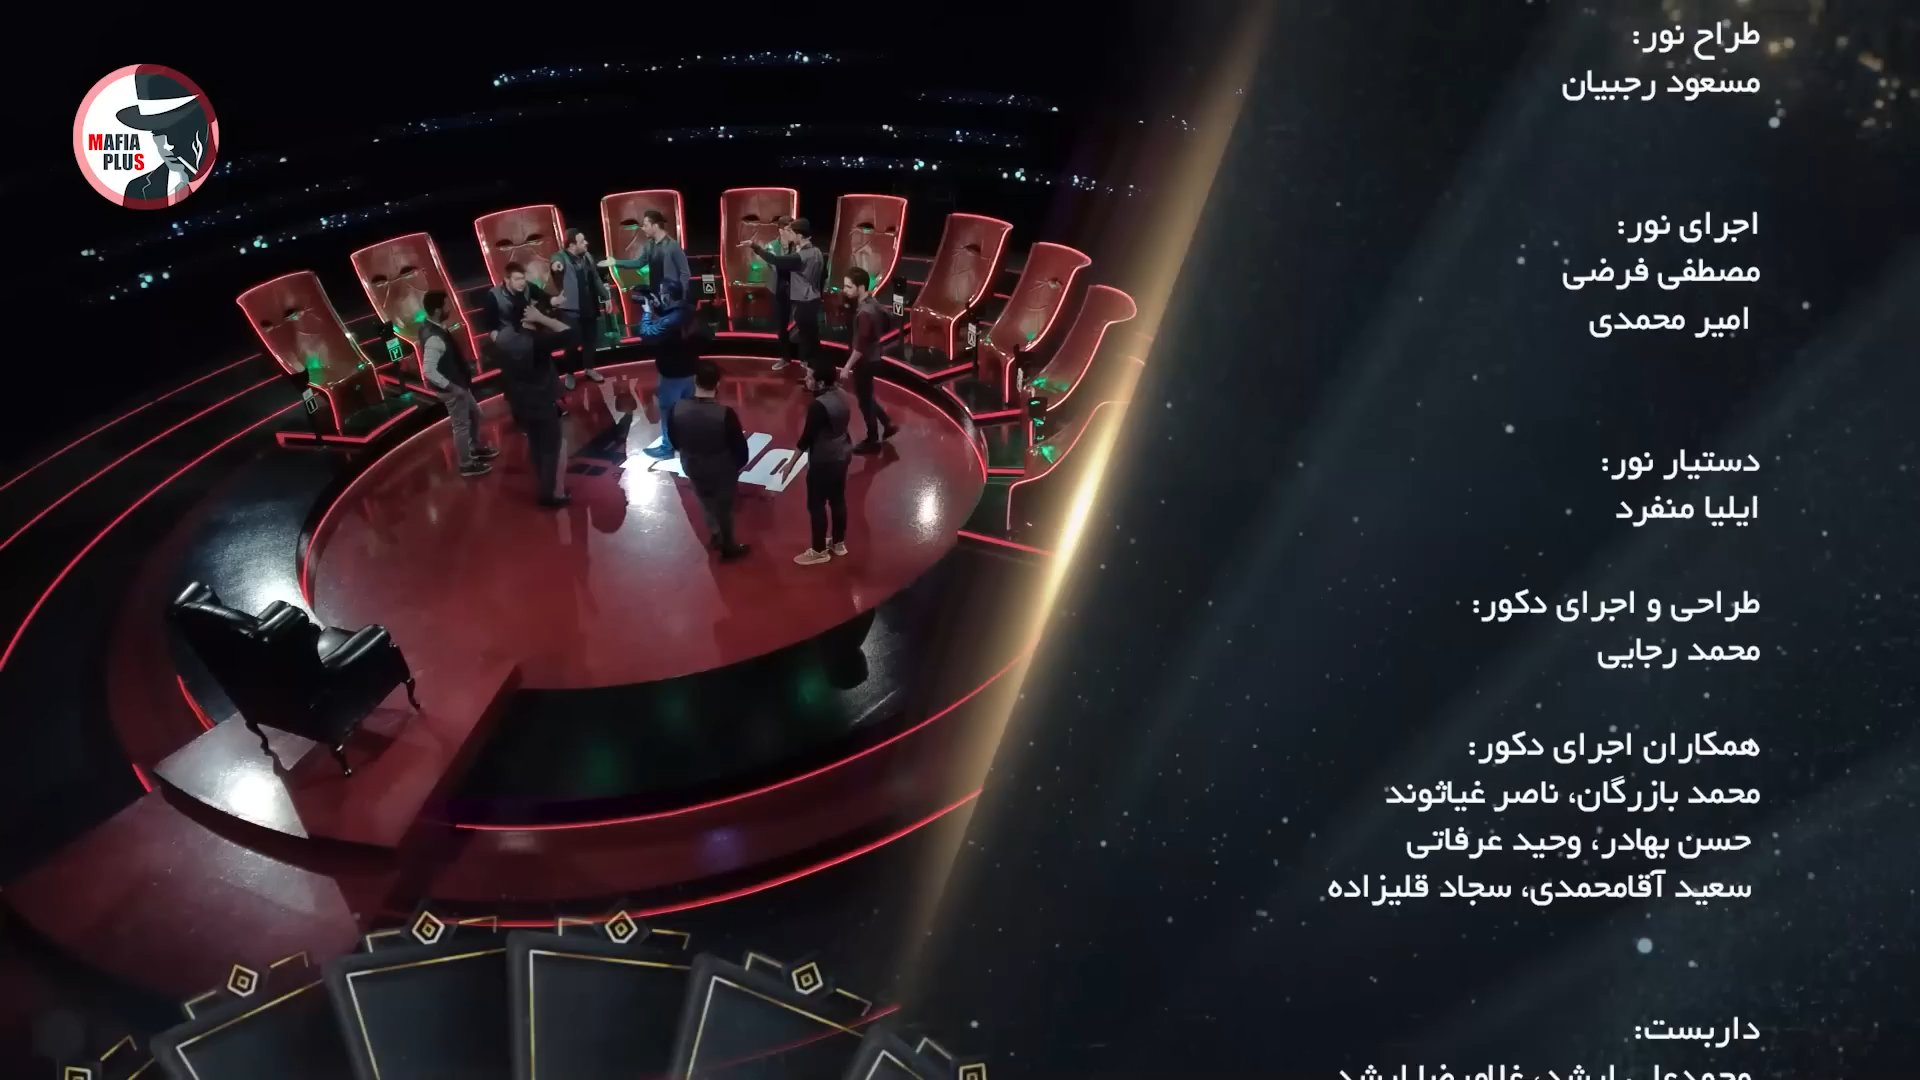 MAFIA
PLUS
طراح نور:
مسعود رجبیان
اجرای نور:
مصطفی فرضی
امیر محمدی
دستیار نور:
ایلیا منفرد
طراحی و اجرای دکور:
محمد رجایی
همکاران اجرای دکور:
محمد بازرگان، ناصر غیاثوند
حسن بهادر، وحید عرفاتی
سعید آقامحمدی، سجاد قلیزاده
داربست: